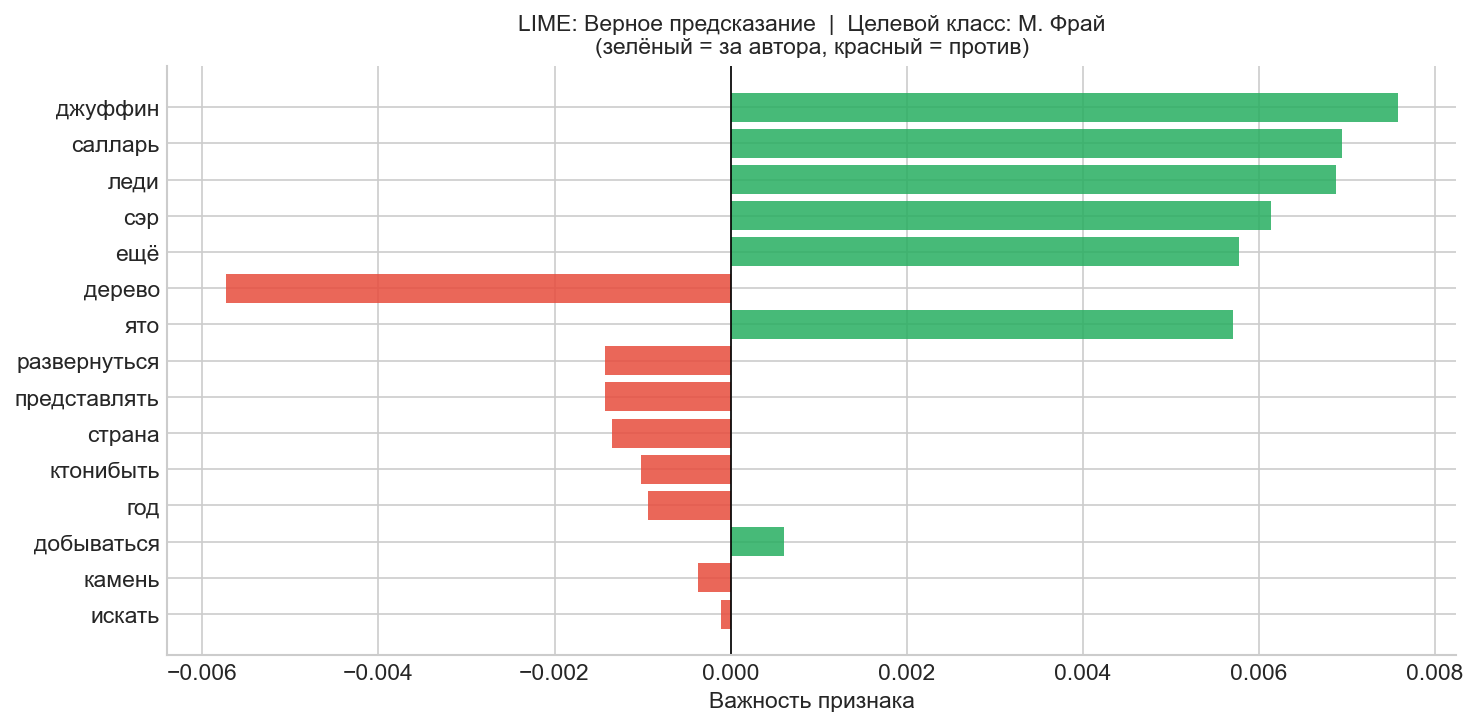 LIME: Верное предсказание | Целевой класс: М. Фрай
(зелёный = за автора, красный = против)
джуффин
салларь
леди
сэр
ещё
дерево
ято
развернуться
представлять
страна
ктонибыть
год
добываться
камень
искать
−0.006 −0.004 −0.002 0.000 0.002 0.004 0.006 0.008
Важность признака